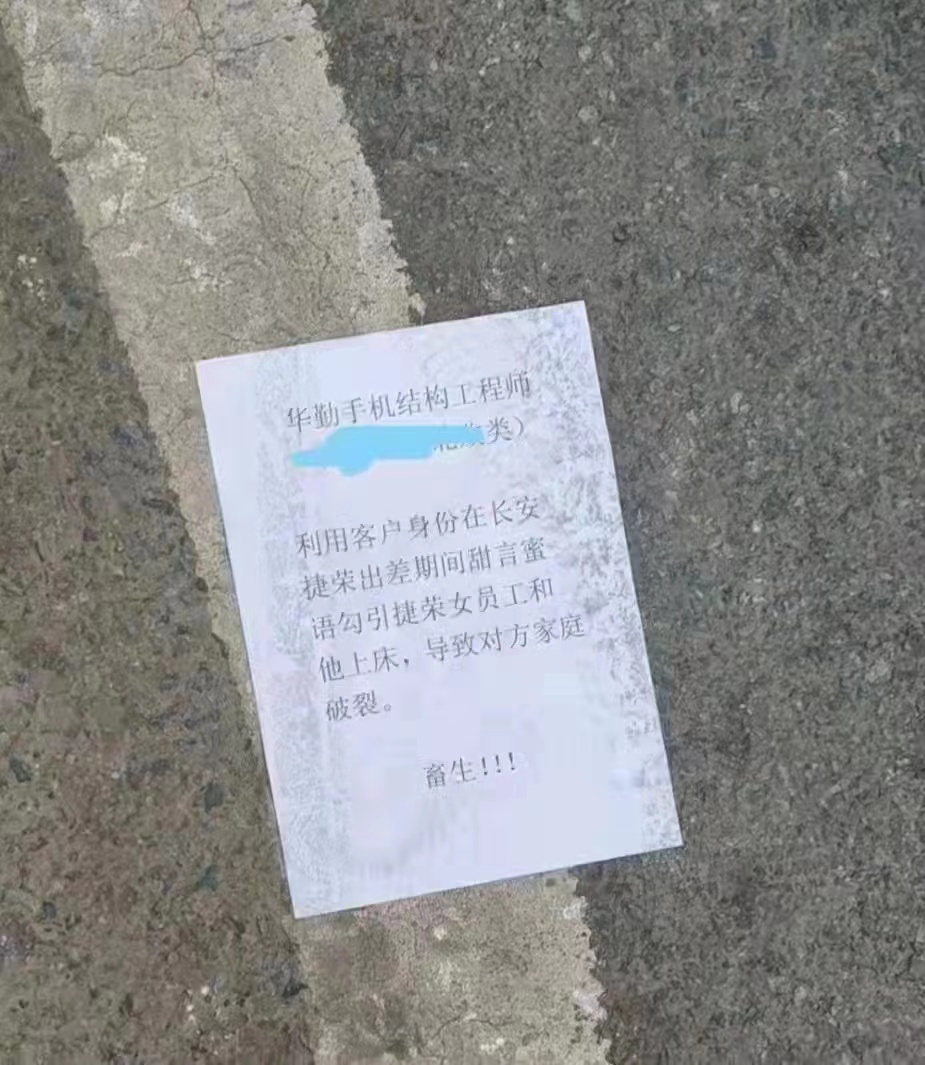 华勤手机结构工程师
类）
利用客户身份在长安
捷荣出差期间甜言蜜
语勾引捷荣女员工和
他上床，导致对方家庭
破裂。
畜生!!!